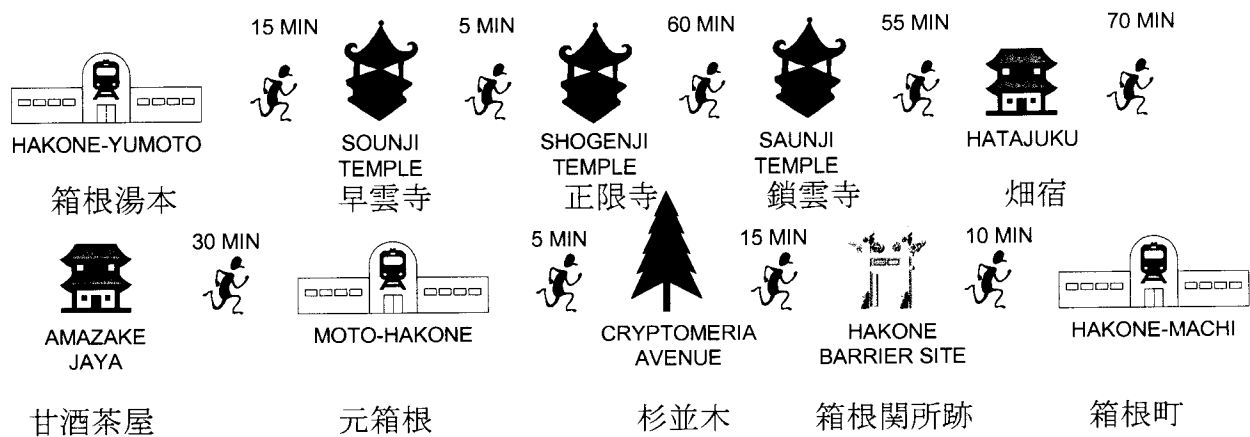 15 MIN 5 MIN 60 MIN 55 MIN 70 MIN
HAKONE-YUMOTO SOUNJI SHOGENJI SAUNJI HATAJUKU
TEMPLE TEMPLE TEMPLE
箱根湯本 早雲寺 正限寺 鎖雲寺 畑宿
30 MIN 5 MIN 15 MIN 10 MIN
AMAZAKE MOTO-HAKONE CRYPTOMERIA HAKONE HAKONE-MACHI
JAYA AVENUE BARRIER SITE
甘酒茶屋 元箱根 杉並木 箱根関所跡 箱根町